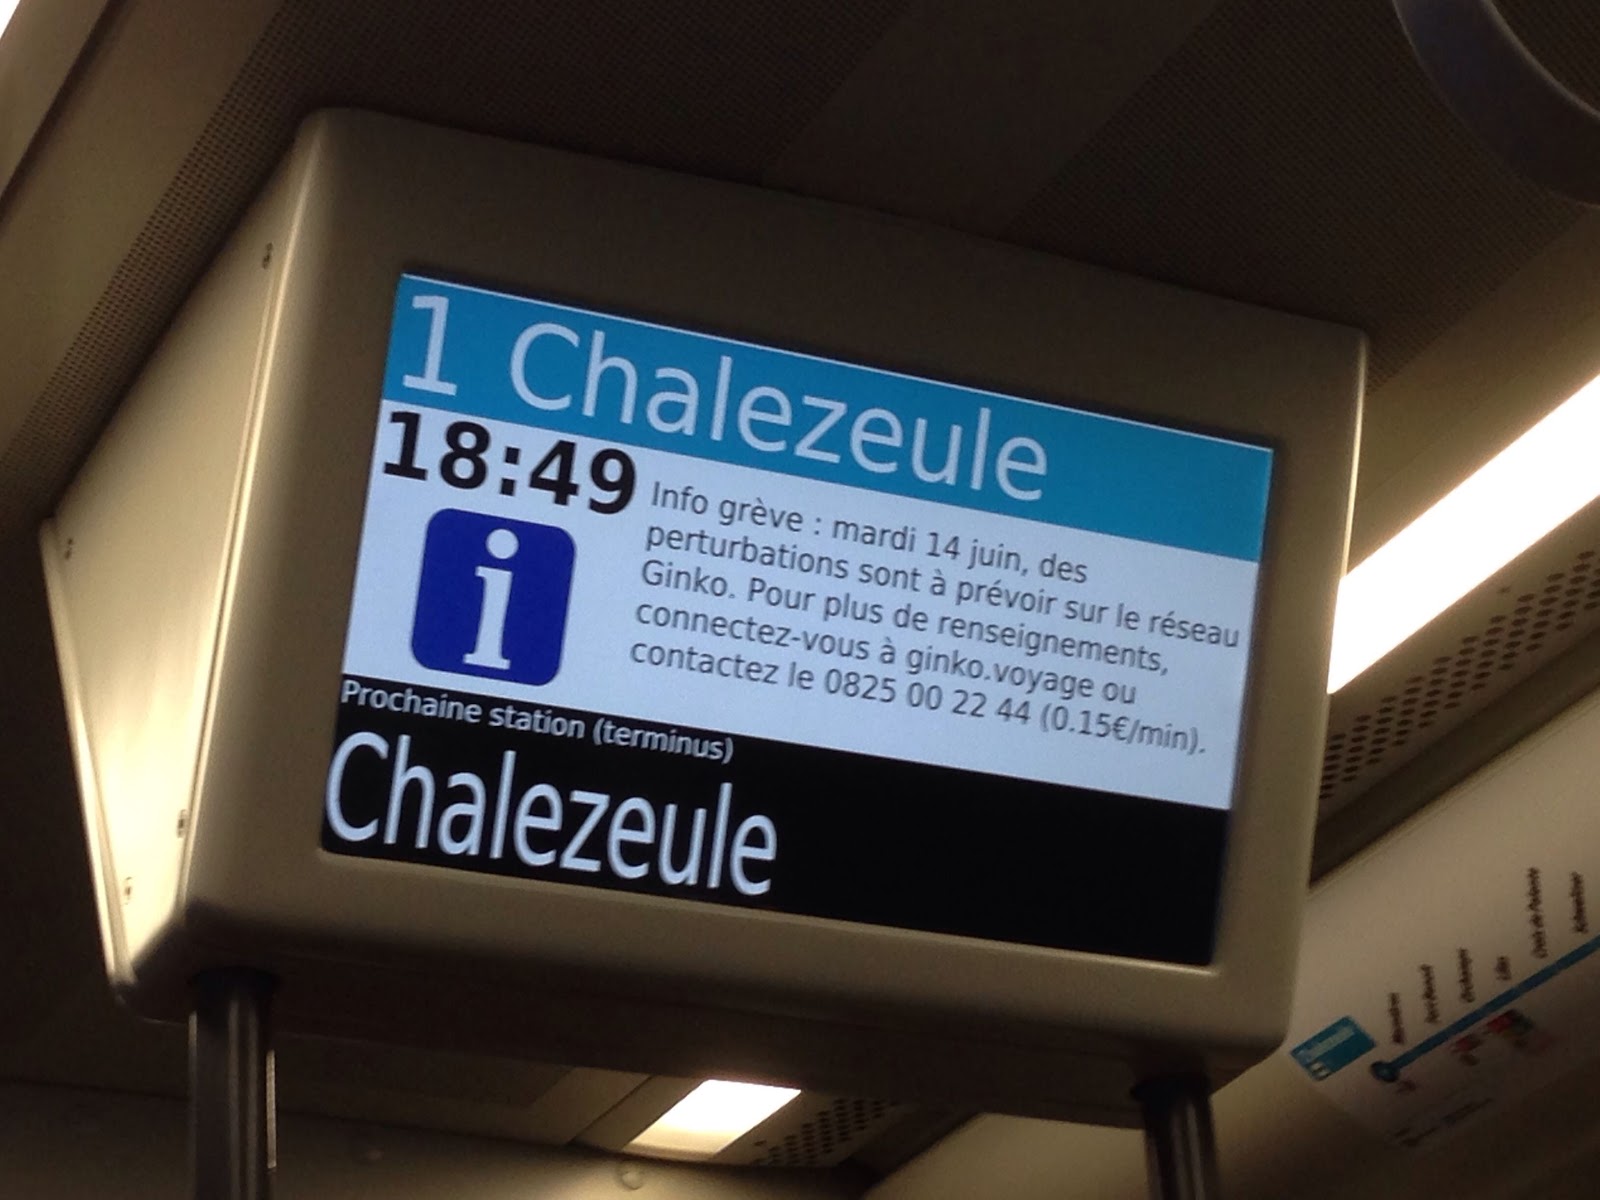 1 Chalezeule
18:49
Info grève : mardi 14 juin, des
perturbations sont à prévoir sur le réseau
Ginko. Pour plus de renseignements,
connectez-vous à ginko.voyage ou
contactez le 0825 00 22 44 (0.15€/min).
i
Prochaine station (terminus)
Chalezeule